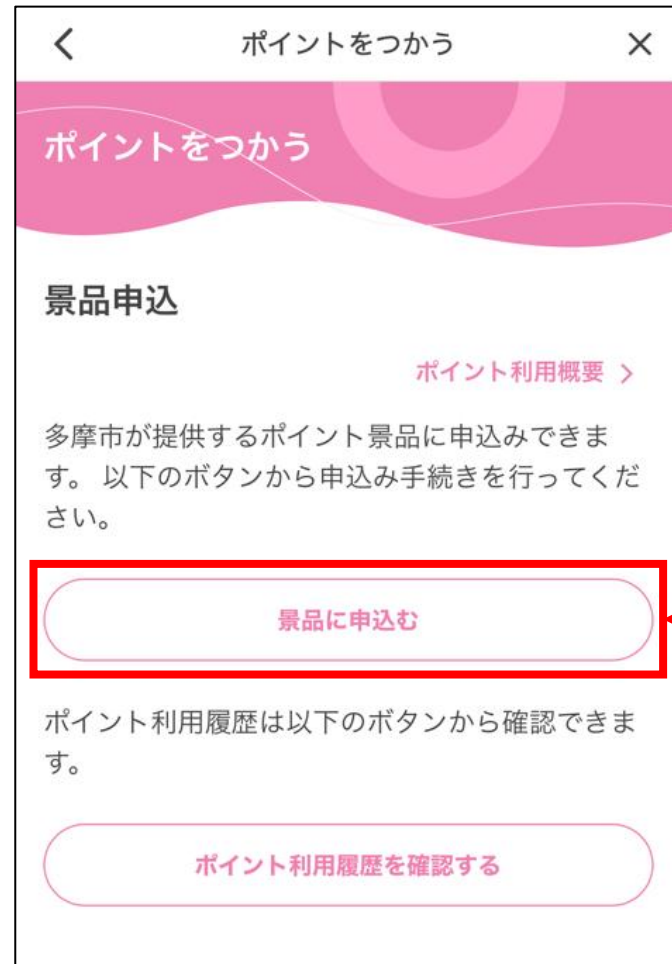 ポイントをつかう
ポイントをつかう
景品申込
ポイント利用概要
多摩市が提供するポイント景品に申込みできま
す。 以下のボタンから申込み手続きを行ってくだ
さい。
景品に申込む
ポイント利用履歴は以下のボタンから確認できま
す。
ポイント利用履歴を確認する